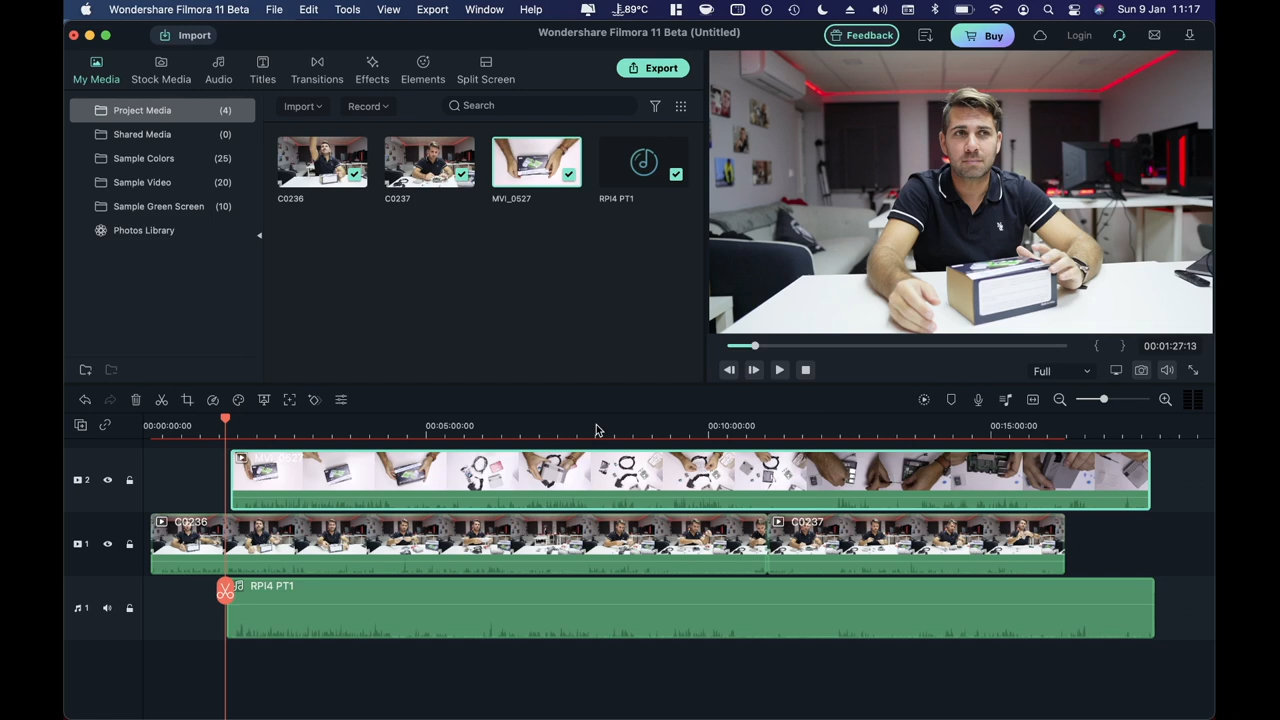 Wondershare Filmora 11 Beta File Edit Tools View Export Window Help 89°C Sun 9 Jan 11:17
Import Wondershare Filmora 11 Beta (Untitled) Feedback Buy Login
My Media Stock Media Audio Titles Transitions Effects Elements Split Screen Export
Project Media (4) Import Record Search
Shared Media (0)
Sample Colors (25)
Sample Video (20)
Sample Green Screen (10)
Photos Library
C0236 C0237 MVI_0527 RPI4 PT1
{ } 00:01:27:13
Full
00:00:00:00 00:05:00:00 00:10:00:00 00:15:00:00
2 MVI_0527
1 C0236 C0237
1 RPI4 PT1